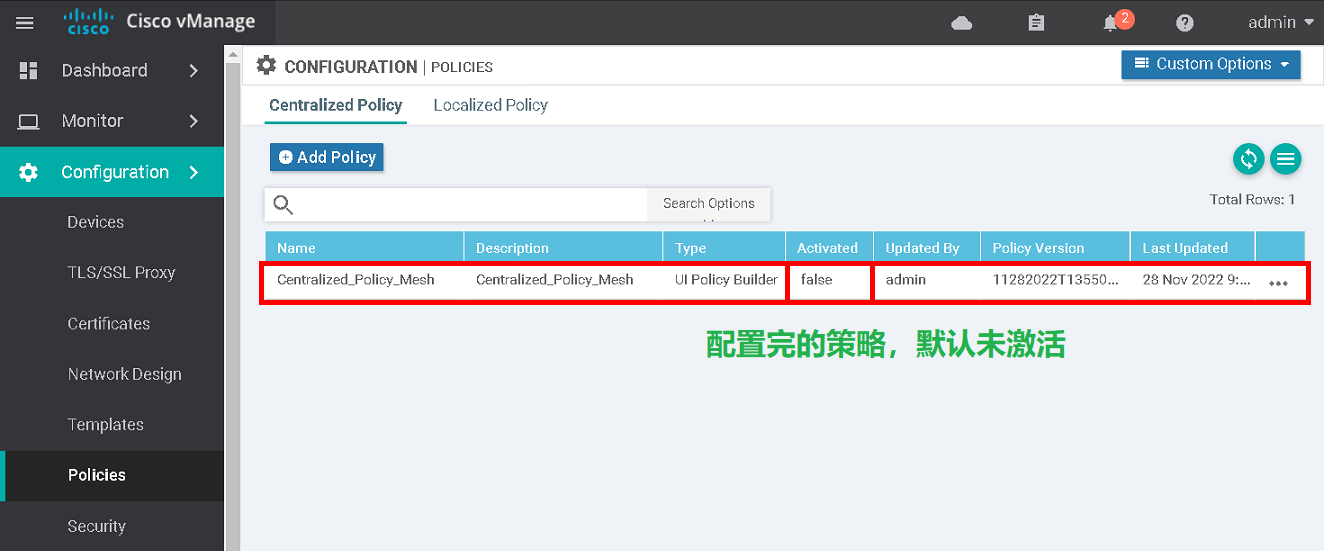 cisco Cisco vManage 2 admin
Dashboard
Monitor
Configuration
Devices
TLS/SSL Proxy
Certificates
Network Design
Templates
Policies
Security
CONFIGURATION | POLICIES Custom Options
Centralized Policy Localized Policy
Add Policy
Search Options
Total Rows: 1
Name Description Type Activated Updated By Policy Version Last Updated
Centralized_Policy_Mesh Centralized_Policy_Mesh UI Policy Builder false admin 11282022T13550... 28 Nov 2022 9:...
配置完的策略，默认未激活